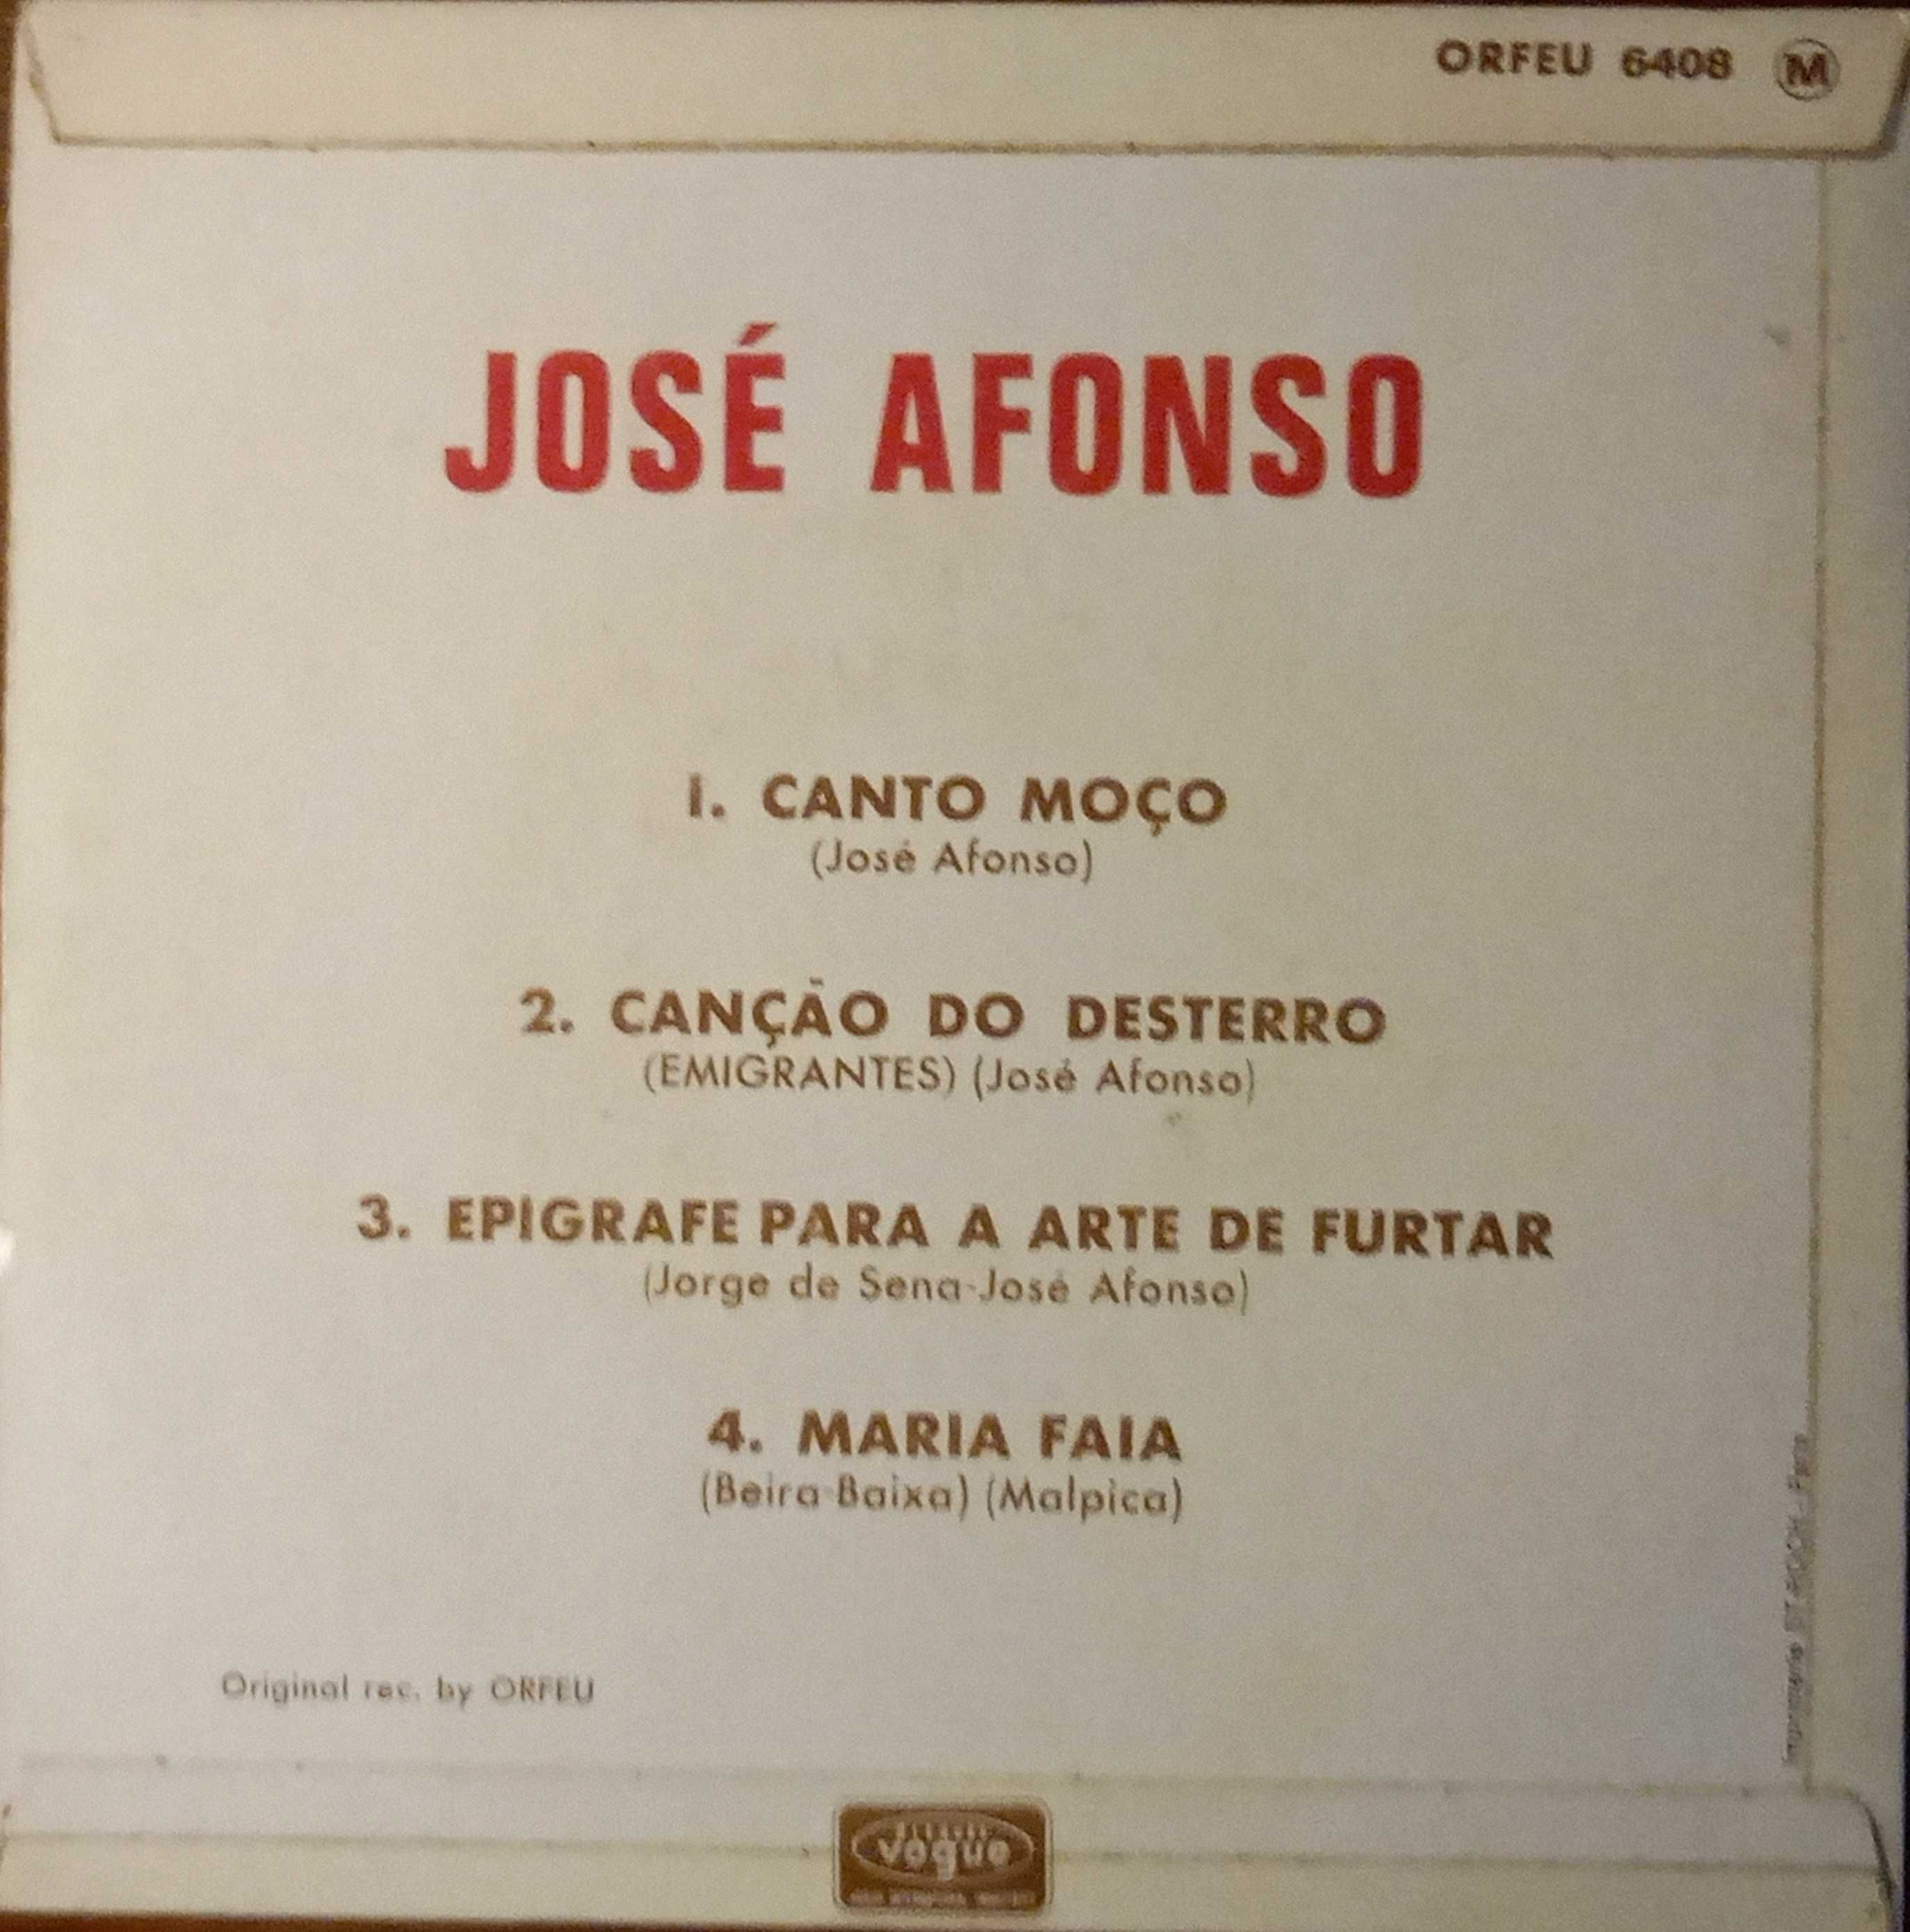 ORFEU 6408 M
JOSÉ AFONSO
1. CANTO MOÇO
(José Afonso)
2. CANÇÃO DO DESTERRO
(EMIGRANTES) (José Afonso)
3. EPIGRAFE PARA A ARTE DE FURTAR
(Jorge de Sena-José Afonso)
4. MARIA FAIA
(Beira-Baixa) (Malpica)
Imprimerie
Original rec. by ORFEU
vogue